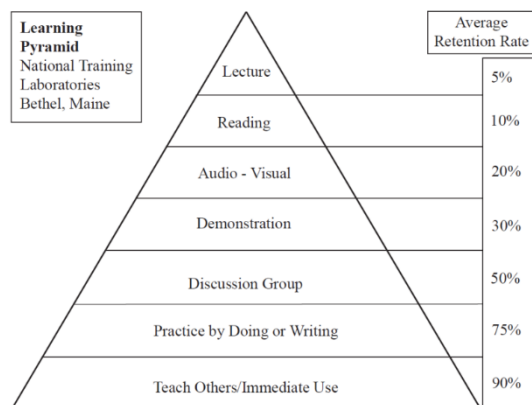 Learning
Pyramid
National Training
Laboratories
Bethel, Maine
Average
Retention Rate
Lecture
5%
Reading
10%
Audio - Visual
20%
Demonstration
30%
Discussion Group
50%
Practice by Doing or Writing
75%
Teach Others/Immediate Use
90%